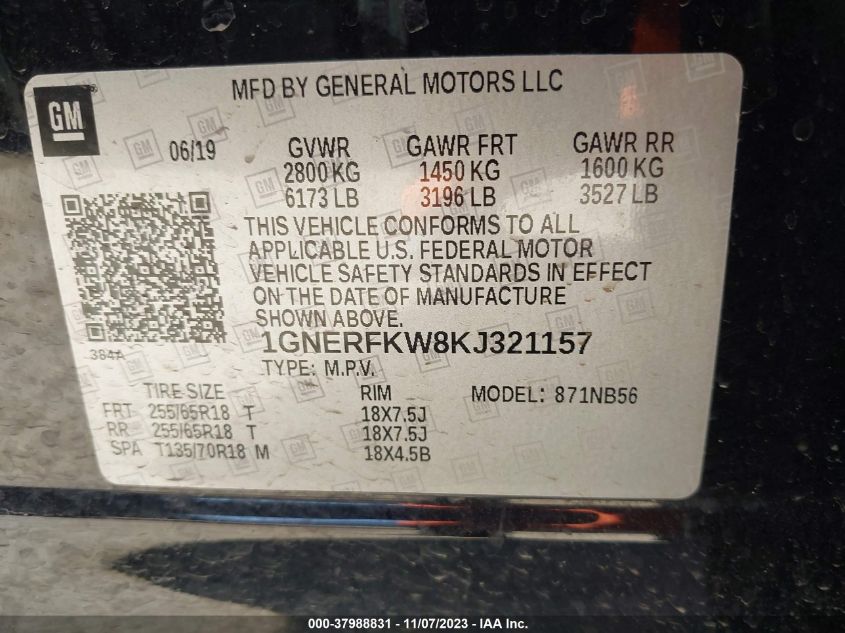 MFD BY GENERAL MOTORS LLC
GM
06/19 GVWR GAWR FRT GAWR RR
2800 KG 1450 KG 1600 KG
6173 LB 3196 LB 3527 LB
THIS VEHICLE CONFORMS TO ALL
APPLICABLE U.S. FEDERAL MOTOR
VEHICLE SAFETY STANDARDS IN EFFECT
ON THE DATE OF MANUFACTURE
SHOWN ABOVE.
384A
1GNERFKW8KJ321157
TYPE: M.P.V.
TIRE SIZE RIM MODEL: 871NB56
FRT 255/65R18 T 18X7.5J
RR 255/65R18 T 18X7.5J
SPA T135/70R18 M 18X4.5B
000-37988831 - 11/07/2023 - IAA Inc.